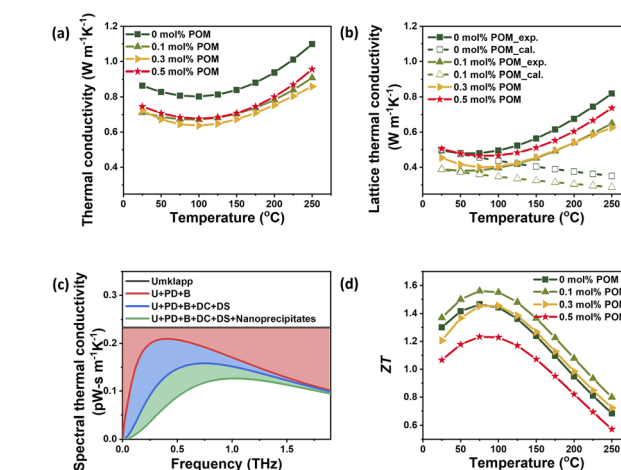 (a)
Thermal conductivity (W m⁻¹K⁻¹)
1.2
1.0
0.8
0.6
0.4
0 mol% POM
0.1 mol% POM
0.3 mol% POM
0.5 mol% POM
0 50 100 150 200 250
Temperature (°C)
(b)
Lattice thermal conductivity
(W m⁻¹K⁻¹)
1.2
1.0
0.8
0.6
0.4
0 mol% POM_exp.
0 mol% POM_cal.
0.1 mol% POM_exp.
0.1 mol% POM_cal.
0.3 mol% POM
0.5 mol% POM
0 50 100 150 200 250
Temperature (°C)
(c)
Spectral thermal conductivity
(pW-s m⁻¹K⁻¹)
0.3
0.2
0.1
0.0
Umklapp
U+PD+B
U+PD+B+DC+DS
U+PD+B+DC+DS+Nanoprecipitates
0.0 0.5 1.0 1.5
Frequency (THz)
(d)
ZT
1.6
1.4
1.2
1.0
0.8
0.6
0 mol% POM
0.1 mol% POM
0.3 mol% POM
0.5 mol% POM
0 50 100 150 200 250
Temperature (°C)